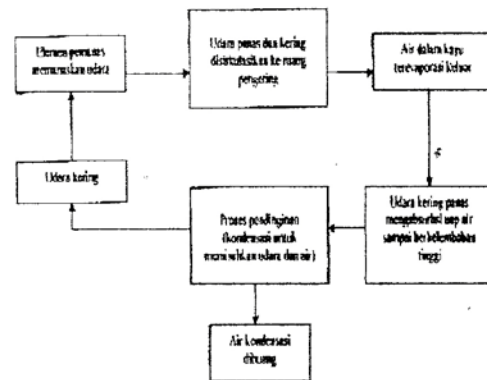 Elemen pemanas
memanaskan udara
Udara panas dan kering
disirkulasikan ke ruang
pengering
Air dalam kayu
terevaporasi keluar
Udara kering
Proses pendinginan
(kondensasi untuk
memisahkan udara dan air)
Udara kering panas
mengabsorbsi uap air
sampai berkelembaban
tinggi
Air kondensasi
dibuang